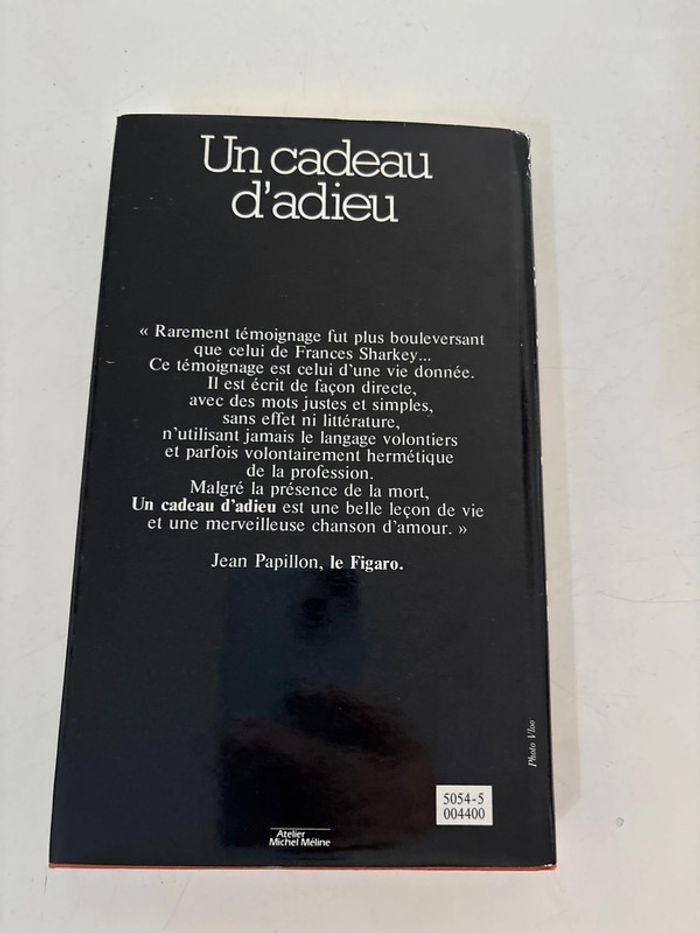 Un cadeau
d'adieu
« Rarement témoignage fut plus bouleversant
que celui de Frances Sharkey...
Ce témoignage est celui d'une vie donnée.
Il est écrit de façon directe,
avec des mots justes et simples,
sans effet ni littérature,
n'utilisant jamais le langage volontiers
et parfois volontairement hermétique
de la profession.
Malgré la présence de la mort,
Un cadeau d'adieu est une belle leçon de vie
et une merveilleuse chanson d'amour. »
Jean Papillon, le Figaro.
Photo Vloo
5054-5
004400
Atelier
Michel Méline